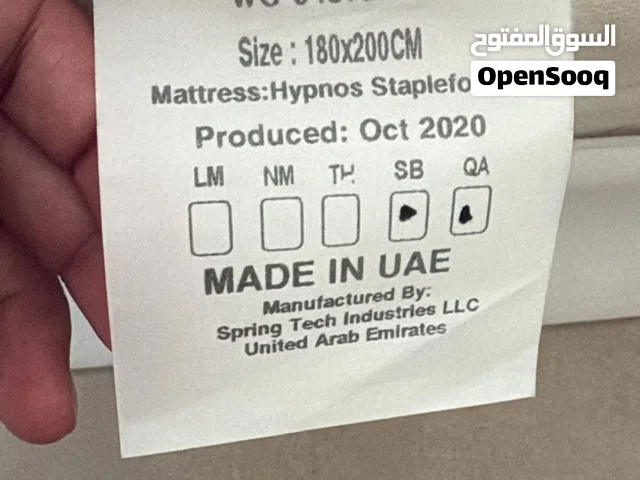 السوق المفتوح
OpenSooq
Size : 180x200CM
Mattress:Hypnos
Produced: Oct 2020
LM NM TH SB QA
MADE IN UAE
Manufactured By:
Spring Tech Industries LLC
United Arab Emirates